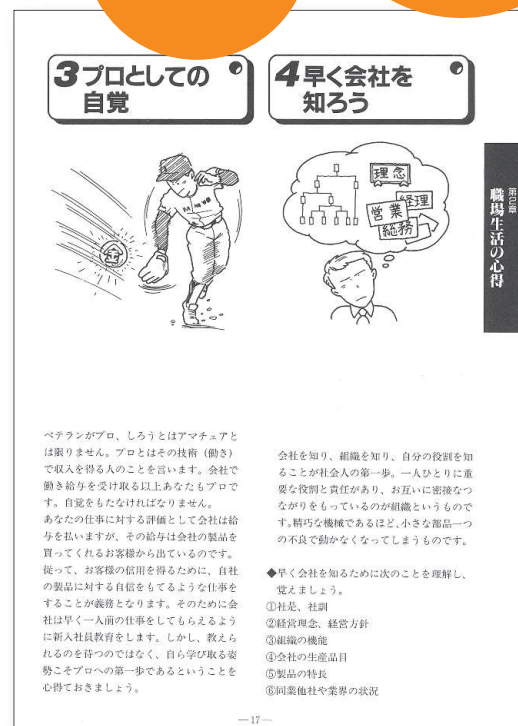 3 プロとしての
自覚
金
ベテランがプロ、しろうとはアマチュアと
は限りません。プロとはその技術（働き）
で収入を得る人のことを言います。会社で
働き給与を受け取る以上あなたもプロで
す。自覚をもたなければなりません。
あなたの仕事に対する評価として会社は給
与を払いますが、その給与は会社の製品を
買ってくれるお客様から出ているのです。
従って、お客様の信用を得るために、自社
の製品に対する自信をもてるような仕事を
することが義務となります。そのために会
社は早く一人前の仕事をしてもらえるよう
に新入社員教育をします。しかし、教えら
れるのを待つのではなく、自ら学び取る姿
勢こそプロへの第一歩であるということを
心得ておきましょう。
4 早く会社を
知ろう
理念
経理
営業
総務
会社を知り、組織を知り、自分の役割を知
ることが社会人の第一歩。一人ひとりに重
要な役割と責任があり、お互いに密接なつ
ながりをもっているのが組織というもので
す。精巧な機械であるほど、小さな部品一つ
の不良で動かなくなってしまうものです。
◆早く会社を知るために次のことを理解し、
覚えましょう。
①社是、社訓
②経営理念、経営方針
③組織の機能
④会社の生産品目
⑤製品の特長
⑥同業他社や業界の状況
第2章
職場生活の心得
―17―